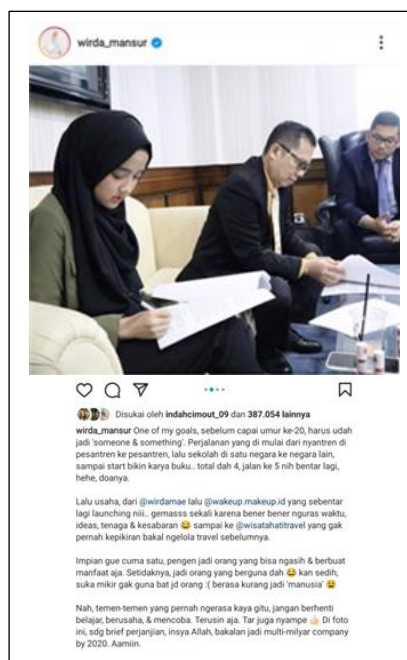 wirda_mansur
Disukai oleh indahcimout_09 dan 387.054 lainnya
wirda_mansur One of my goals, sebelum capai umur ke-20, harus udah
jadi 'someone & something'. Perjalanan yang di mulai dari nyantren di
pesantren ke pesantren, lalu sekolah di satu negara ke negara lain,
sampai start bikin karya buku.. total dah 4, jalan ke 5 nih bentar lagi,
hehe, doanya.
Lalu usaha, dari @wirdamae lalu @wakeup.makeup.id yang sebentar
lagi launching niii.. gemasss sekali karena bener bener nguras waktu,
ideas, tenaga & kesabaran 😂 sampai ke @wisatahatitravel yang gak
pernah kepikiran bakal ngelola travel sebelumnya.
Impian gue cuma satu, pengen jadi orang yang bisa ngasih & berbuat
manfaat aja. Setidaknya, jadi orang yang berguna dah 😂 kan sedih,
suka mikir gak guna bat jd orang :( berasa kurang jadi 'manusia' 😫
Nah, temen-temen yang pernah ngerasa kaya gitu, jangan berhenti
belajar, berusaha, & mencoba. Terusin aja. Tar juga nyampe 👍 Di foto
ini, sdg brief perjanjian, insya Allah, bakalan jadi multi-milyar company
by 2020. Aamiin.